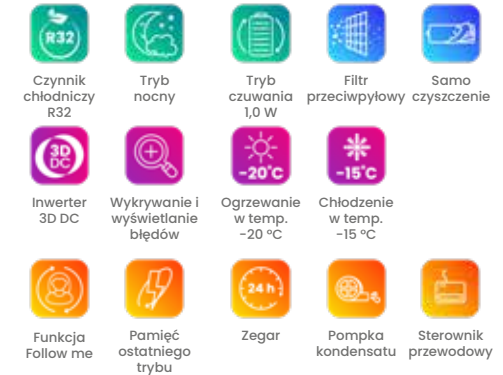 R32
Czynnik
chłodniczy
R32
Tryb
nocny
Tryb
czuwania
1,0 W
Filtr
przeciwpyłowy
Samo
czyszczenie
3D
DC
Inwerter
3D DC
Wykrywanie i
wyświetlanie
błędów
-20°C
Ogrzewanie
w temp.
-20 °C
-15°C
Chłodzenie
w temp.
-15 °C
Funkcja
Follow me
Pamięć
ostatniego
trybu
24 h
Zegar
Pompka
kondensatu
Sterownik
przewodowy